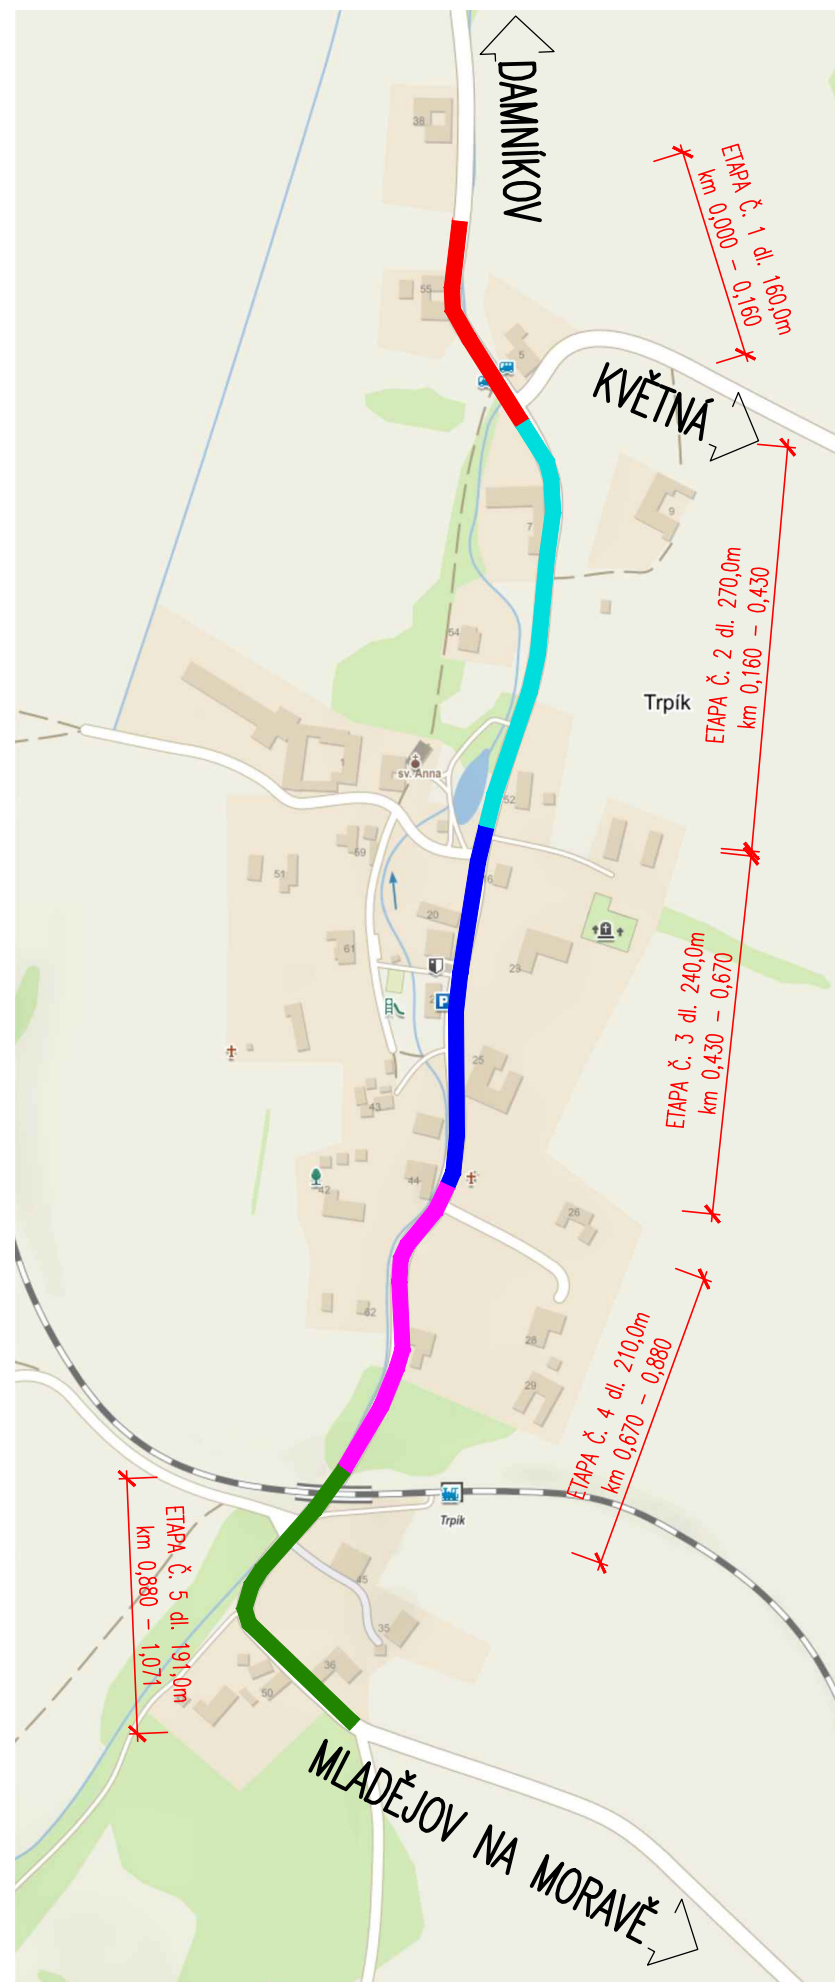 DAMNÍKOV
38
ETAPA Č. 1 dl. 160,0m
km 0,000 – 0,160
55
5
KVĚTNÁ
7
9
ETAPA Č. 2 dl. 270,0m
km 0,160 – 0,430
54
Trpík
1
sv. Anna
52
59
51
16
20
61
23
P
ETAPA Č. 3 dl. 240,0m
km 0,430 – 0,670
25
43
44
42
26
62
28
29
ETAPA Č. 4 dl. 210,0m
km 0,670 – 0,880
Trpík
ETAPA Č. 5 dl. 191,0m
km 0,880 – 1,071
45
35
36
50
MLADĚJOV NA MORAVĚ